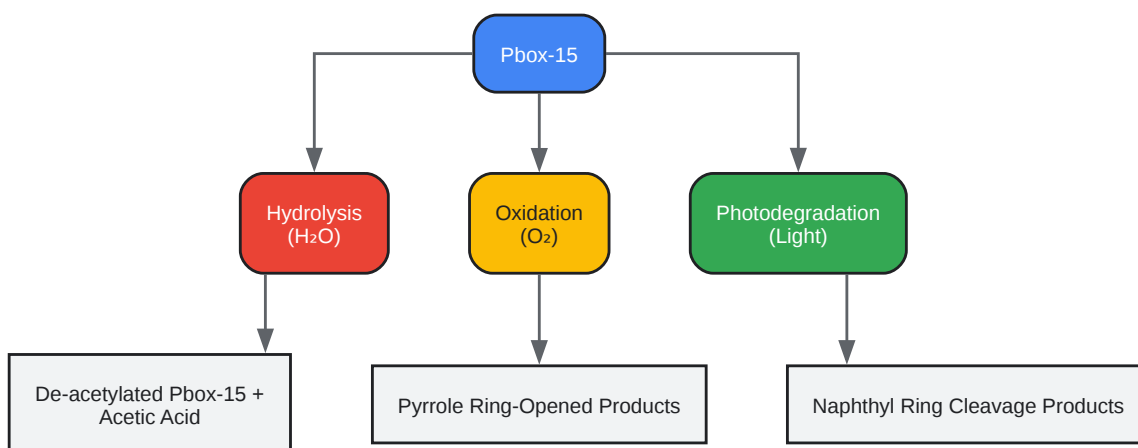 Pbox-15
Hydrolysis
(H₂O)
Oxidation
(O₂)
Photodegradation
(Light)
De-acetylated Pbox-15 +
Acetic Acid
Pyrrole Ring-Opened Products
Naphthyl Ring Cleavage Products